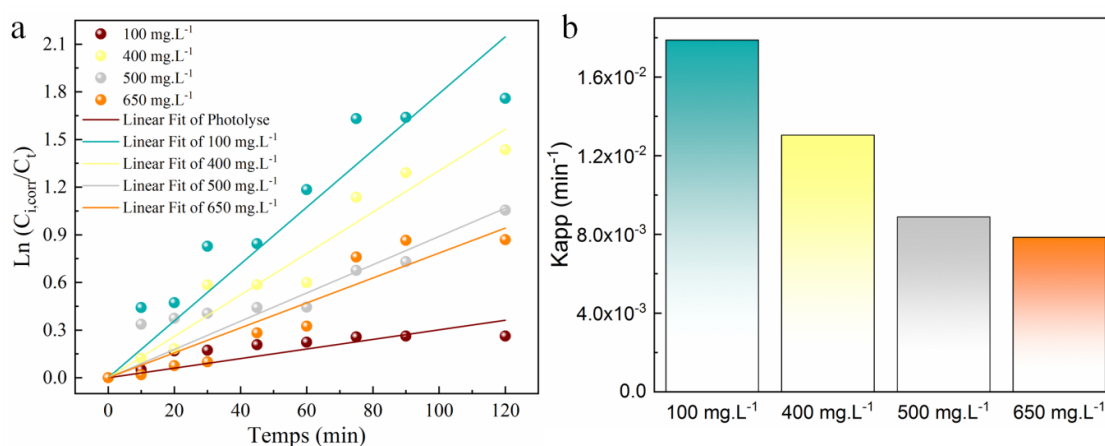 a
2.1
1.8
1.5
1.2
0.9
0.6
0.3
0.0
Ln (C_{i,corr}/C_t)
100 mg.L⁻¹
400 mg.L⁻¹
500 mg.L⁻¹
650 mg.L⁻¹
Linear Fit of Photolyse
Linear Fit of 100 mg.L⁻¹
Linear Fit of 400 mg.L⁻¹
Linear Fit of 500 mg.L⁻¹
Linear Fit of 650 mg.L⁻¹
0 20 40 60 80 100 120
Temps (min)
b
1.6x10⁻²
1.2x10⁻²
8.0x10⁻³
4.0x10⁻³
0.0
Kapp (min⁻¹)
100 mg.L⁻¹ 400 mg.L⁻¹ 500 mg.L⁻¹ 650 mg.L⁻¹